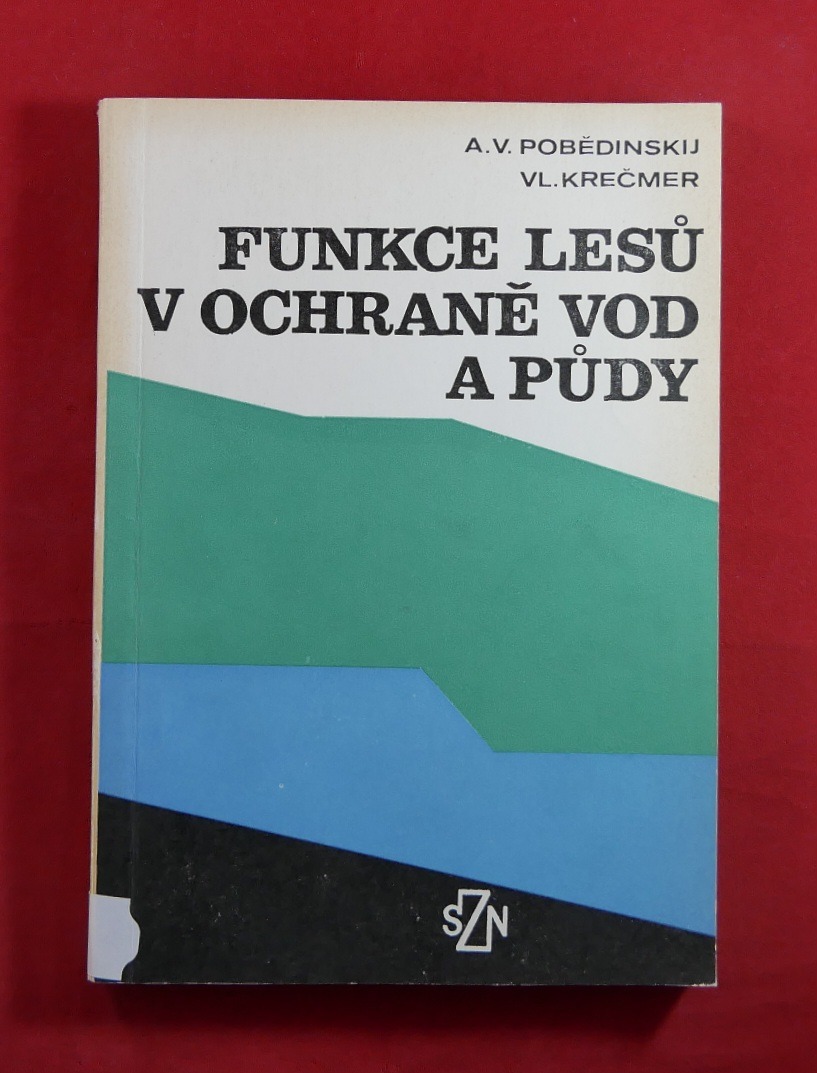 A.V. POBĚDINSKIJ
VL.KREČMER
FUNKCE LESŮ
V OCHRANĚ VOD
A PŮDY
SZN